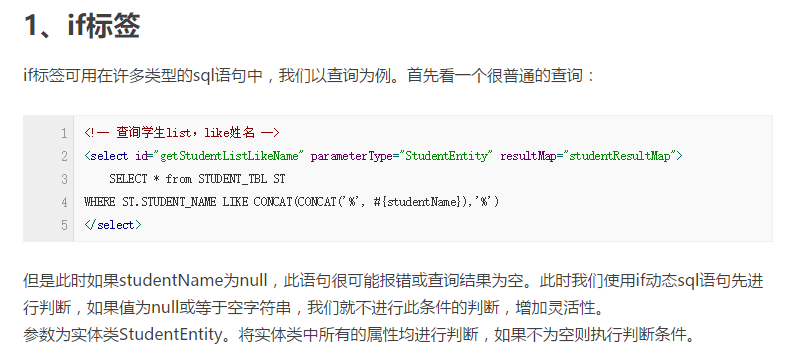 1、if标签
if标签可用在许多类型的sql语句中，我们以查询为例。首先看一个很普通的查询：
1 <!-- 查询学生list，like姓名 -->
2 <select id="getStudentListLikeName" parameterType="StudentEntity" resultMap="studentResultMap">
3 SELECT * from STUDENT_TBL ST
4 WHERE ST.STUDENT_NAME LIKE CONCAT(CONCAT('%', #{studentName}),'%')
5 </select>
但是此时如果studentName为null，此语句很可能报错或查询结果为空。此时我们使用if动态sql语句先进
行判断，如果值为null或等于空字符串，我们就不进行此条件的判断，增加灵活性。
参数为实体类StudentEntity。将实体类中所有的属性均进行判断，如果不为空则执行判断条件。